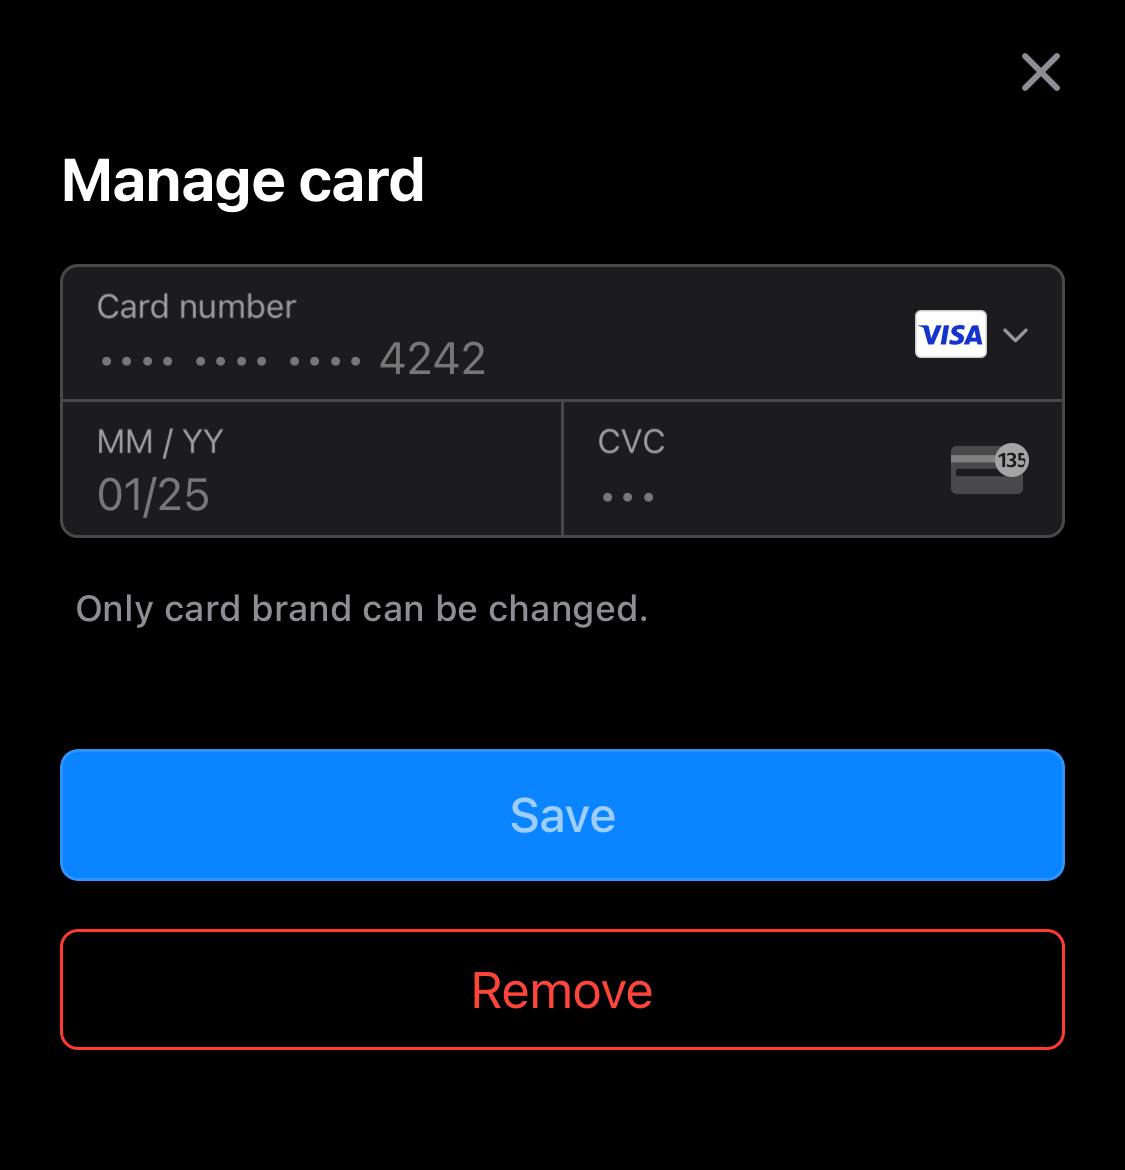 Manage card
Card number
•••• •••• •••• 4242
VISA
MM / YY
01/25
CVC
•••
135
Only card brand can be changed.
Save
Remove